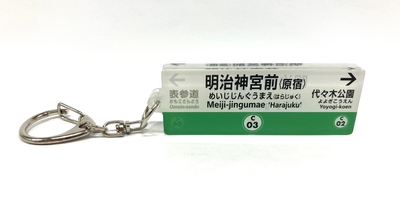 明治神宮前(原宿)
めいじじんぐうまえ(はらじゅく)
Meiji-jingumae 'Harajuku'
表参道
おもてさんどう
Omote-sando
代々木公園
よよぎこうえん
Yoyogi-koen
C
03
C
02